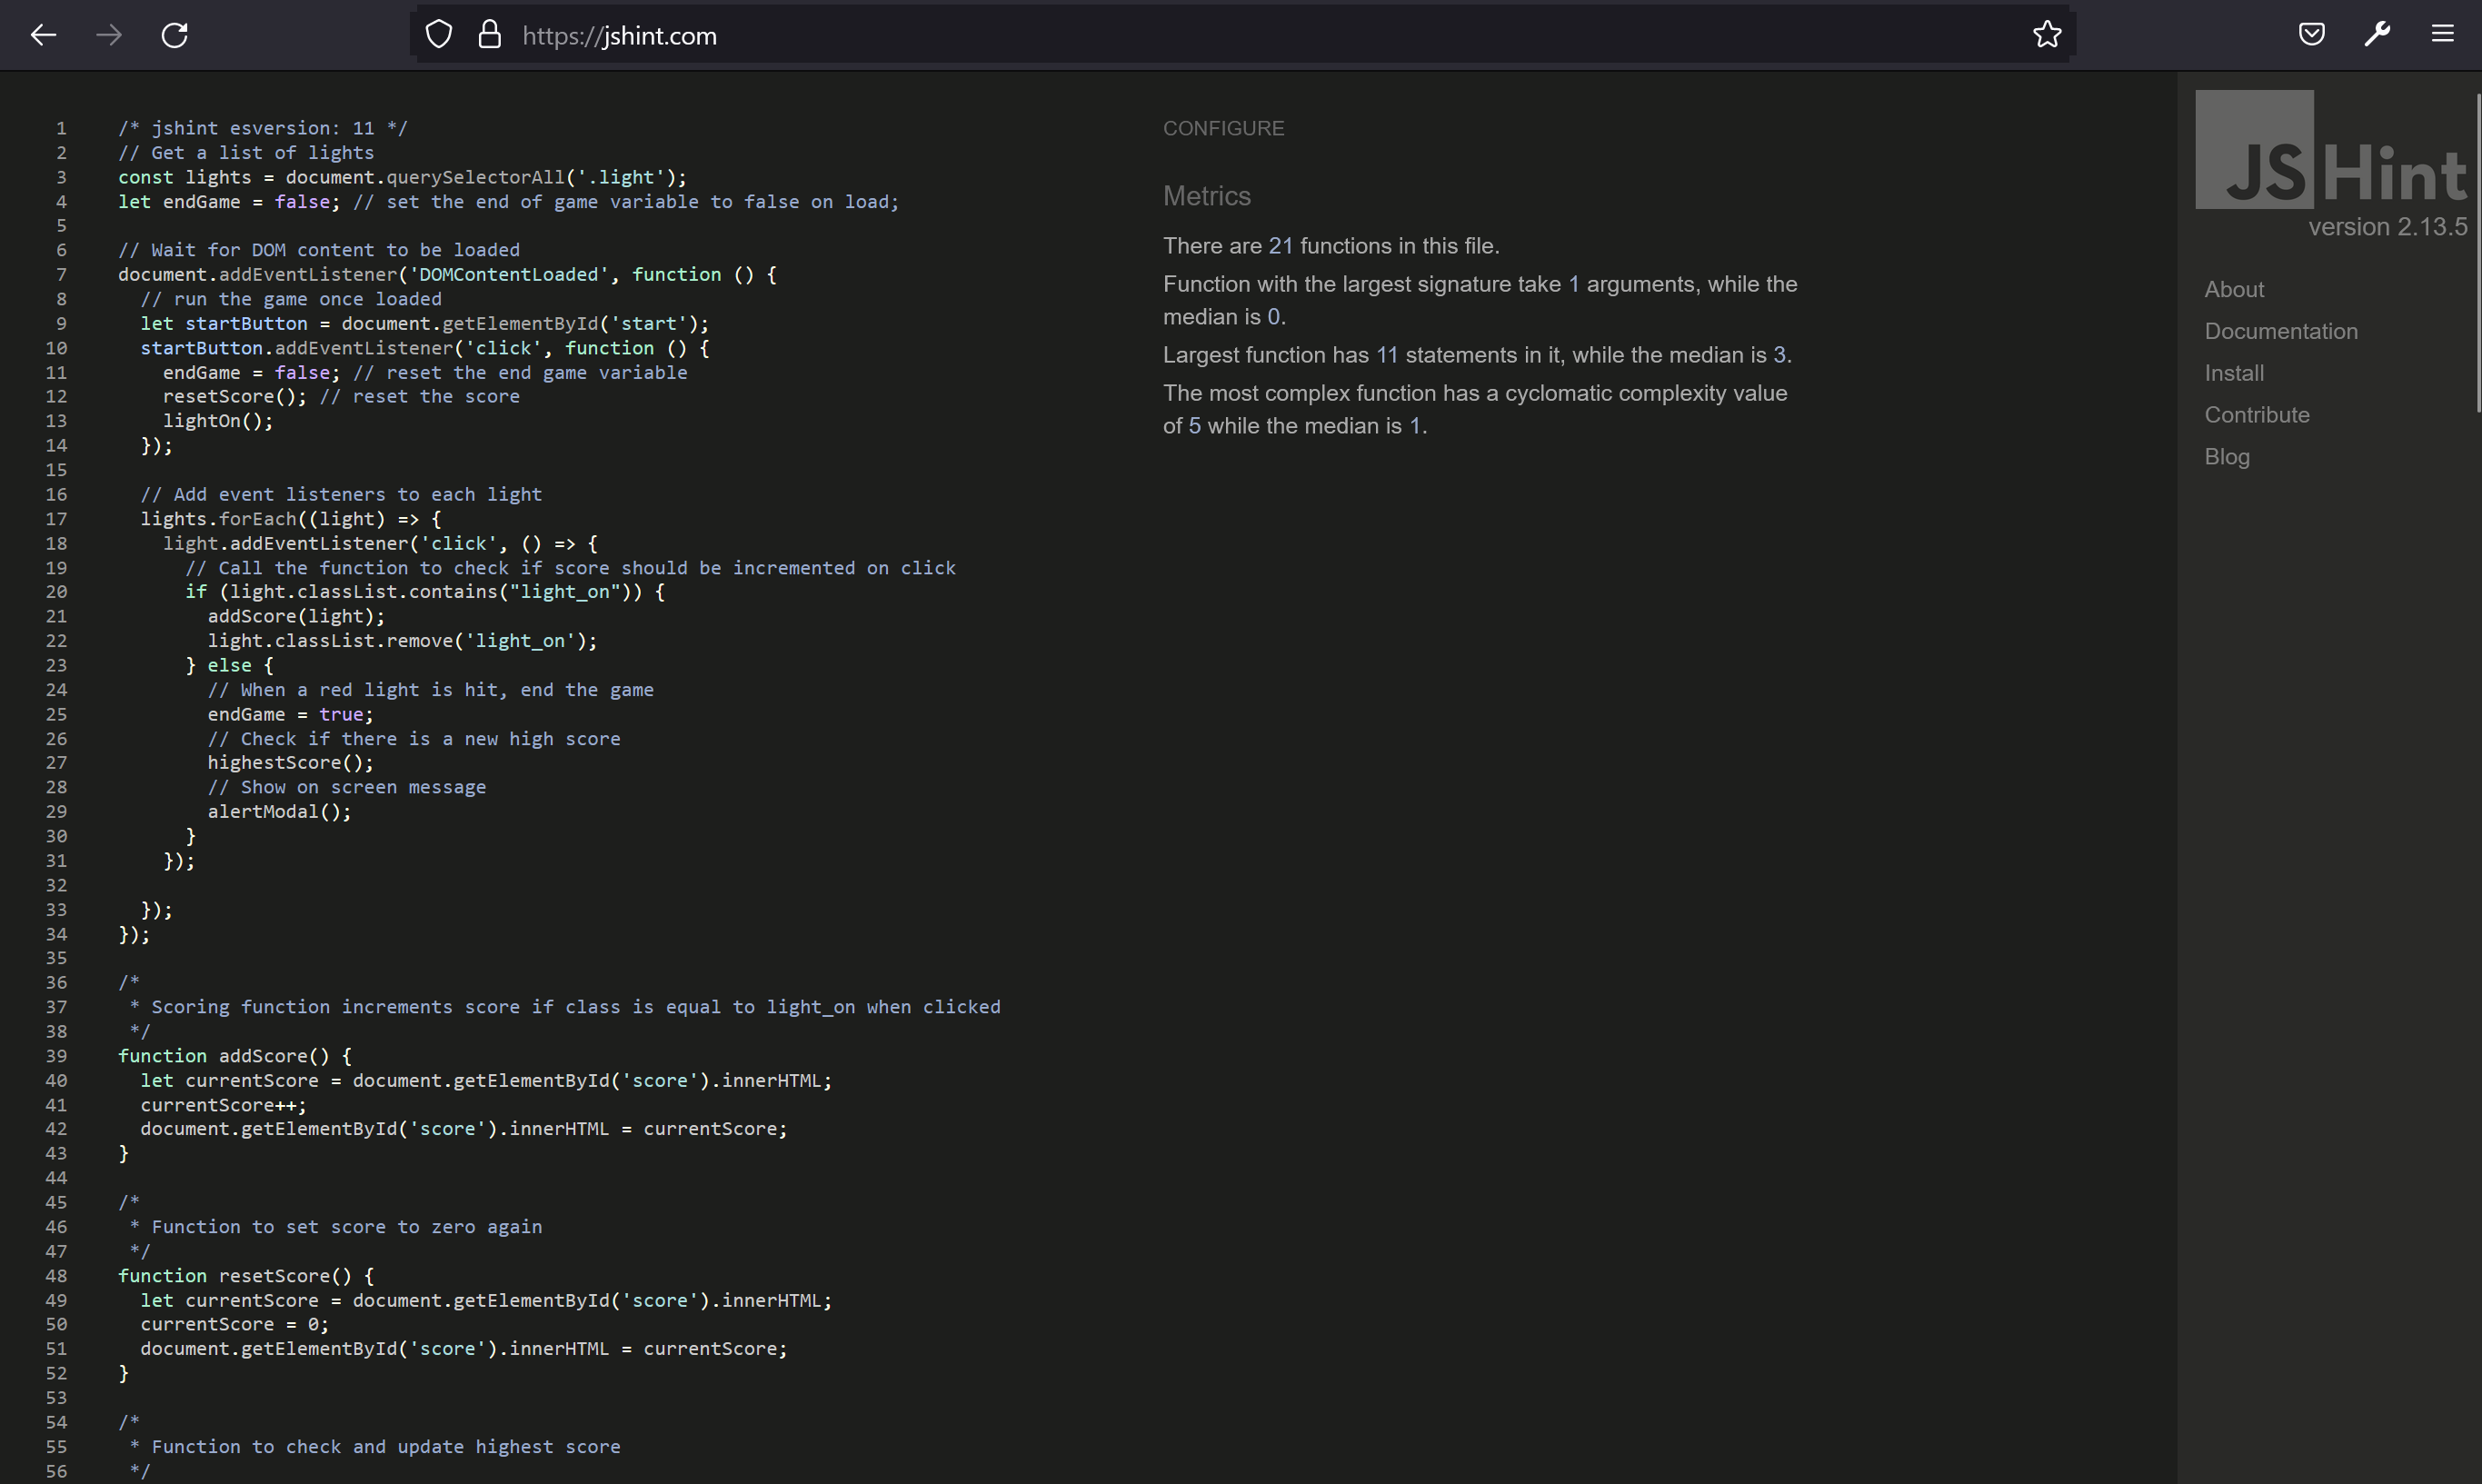 https://jshint.com
1 /* jshint esversion: 11 */
2 // Get a list of lights
3 const lights = document.querySelectorAll('.light');
4 let endGame = false; // set the end of game variable to false on load;
5
6 // Wait for DOM content to be loaded
7 document.addEventListener('DOMContentLoaded', function () {
8 // run the game once loaded
9 let startButton = document.getElementById('start');
10 startButton.addEventListener('click', function () {
11 endGame = false; // reset the end game variable
12 resetScore(); // reset the score
13 lightOn();
14 });
15
16 // Add event listeners to each light
17 lights.forEach((light) => {
18 light.addEventListener('click', () => {
19 // Call the function to check if score should be incremented on click
20 if (light.classList.contains("light_on")) {
21 addScore(light);
22 light.classList.remove('light_on');
23 } else {
24 // When a red light is hit, end the game
25 endGame = true;
26 // Check if there is a new high score
27 highestScore();
28 // Show on screen message
29 alertModal();
30 }
31 });
32
33 });
34 });
35
36 /*
37 * Scoring function increments score if class is equal to light_on when clicked
38 */
39 function addScore() {
40 let currentScore = document.getElementById('score').innerHTML;
41 currentScore++;
42 document.getElementById('score').innerHTML = currentScore;
43 }
44
45 /*
46 * Function to set score to zero again
47 */
48 function resetScore() {
49 let currentScore = document.getElementById('score').innerHTML;
50 currentScore = 0;
51 document.getElementById('score').innerHTML = currentScore;
52 }
53
54 /*
55 * Function to check and update highest score
56 */
CONFIGURE
Metrics
There are 21 functions in this file.
Function with the largest signature take 1 arguments, while the
median is 0.
Largest function has 11 statements in it, while the median is 3.
The most complex function has a cyclomatic complexity value
of 5 while the median is 1.
JSHint
version 2.13.5
About
Documentation
Install
Contribute
Blog